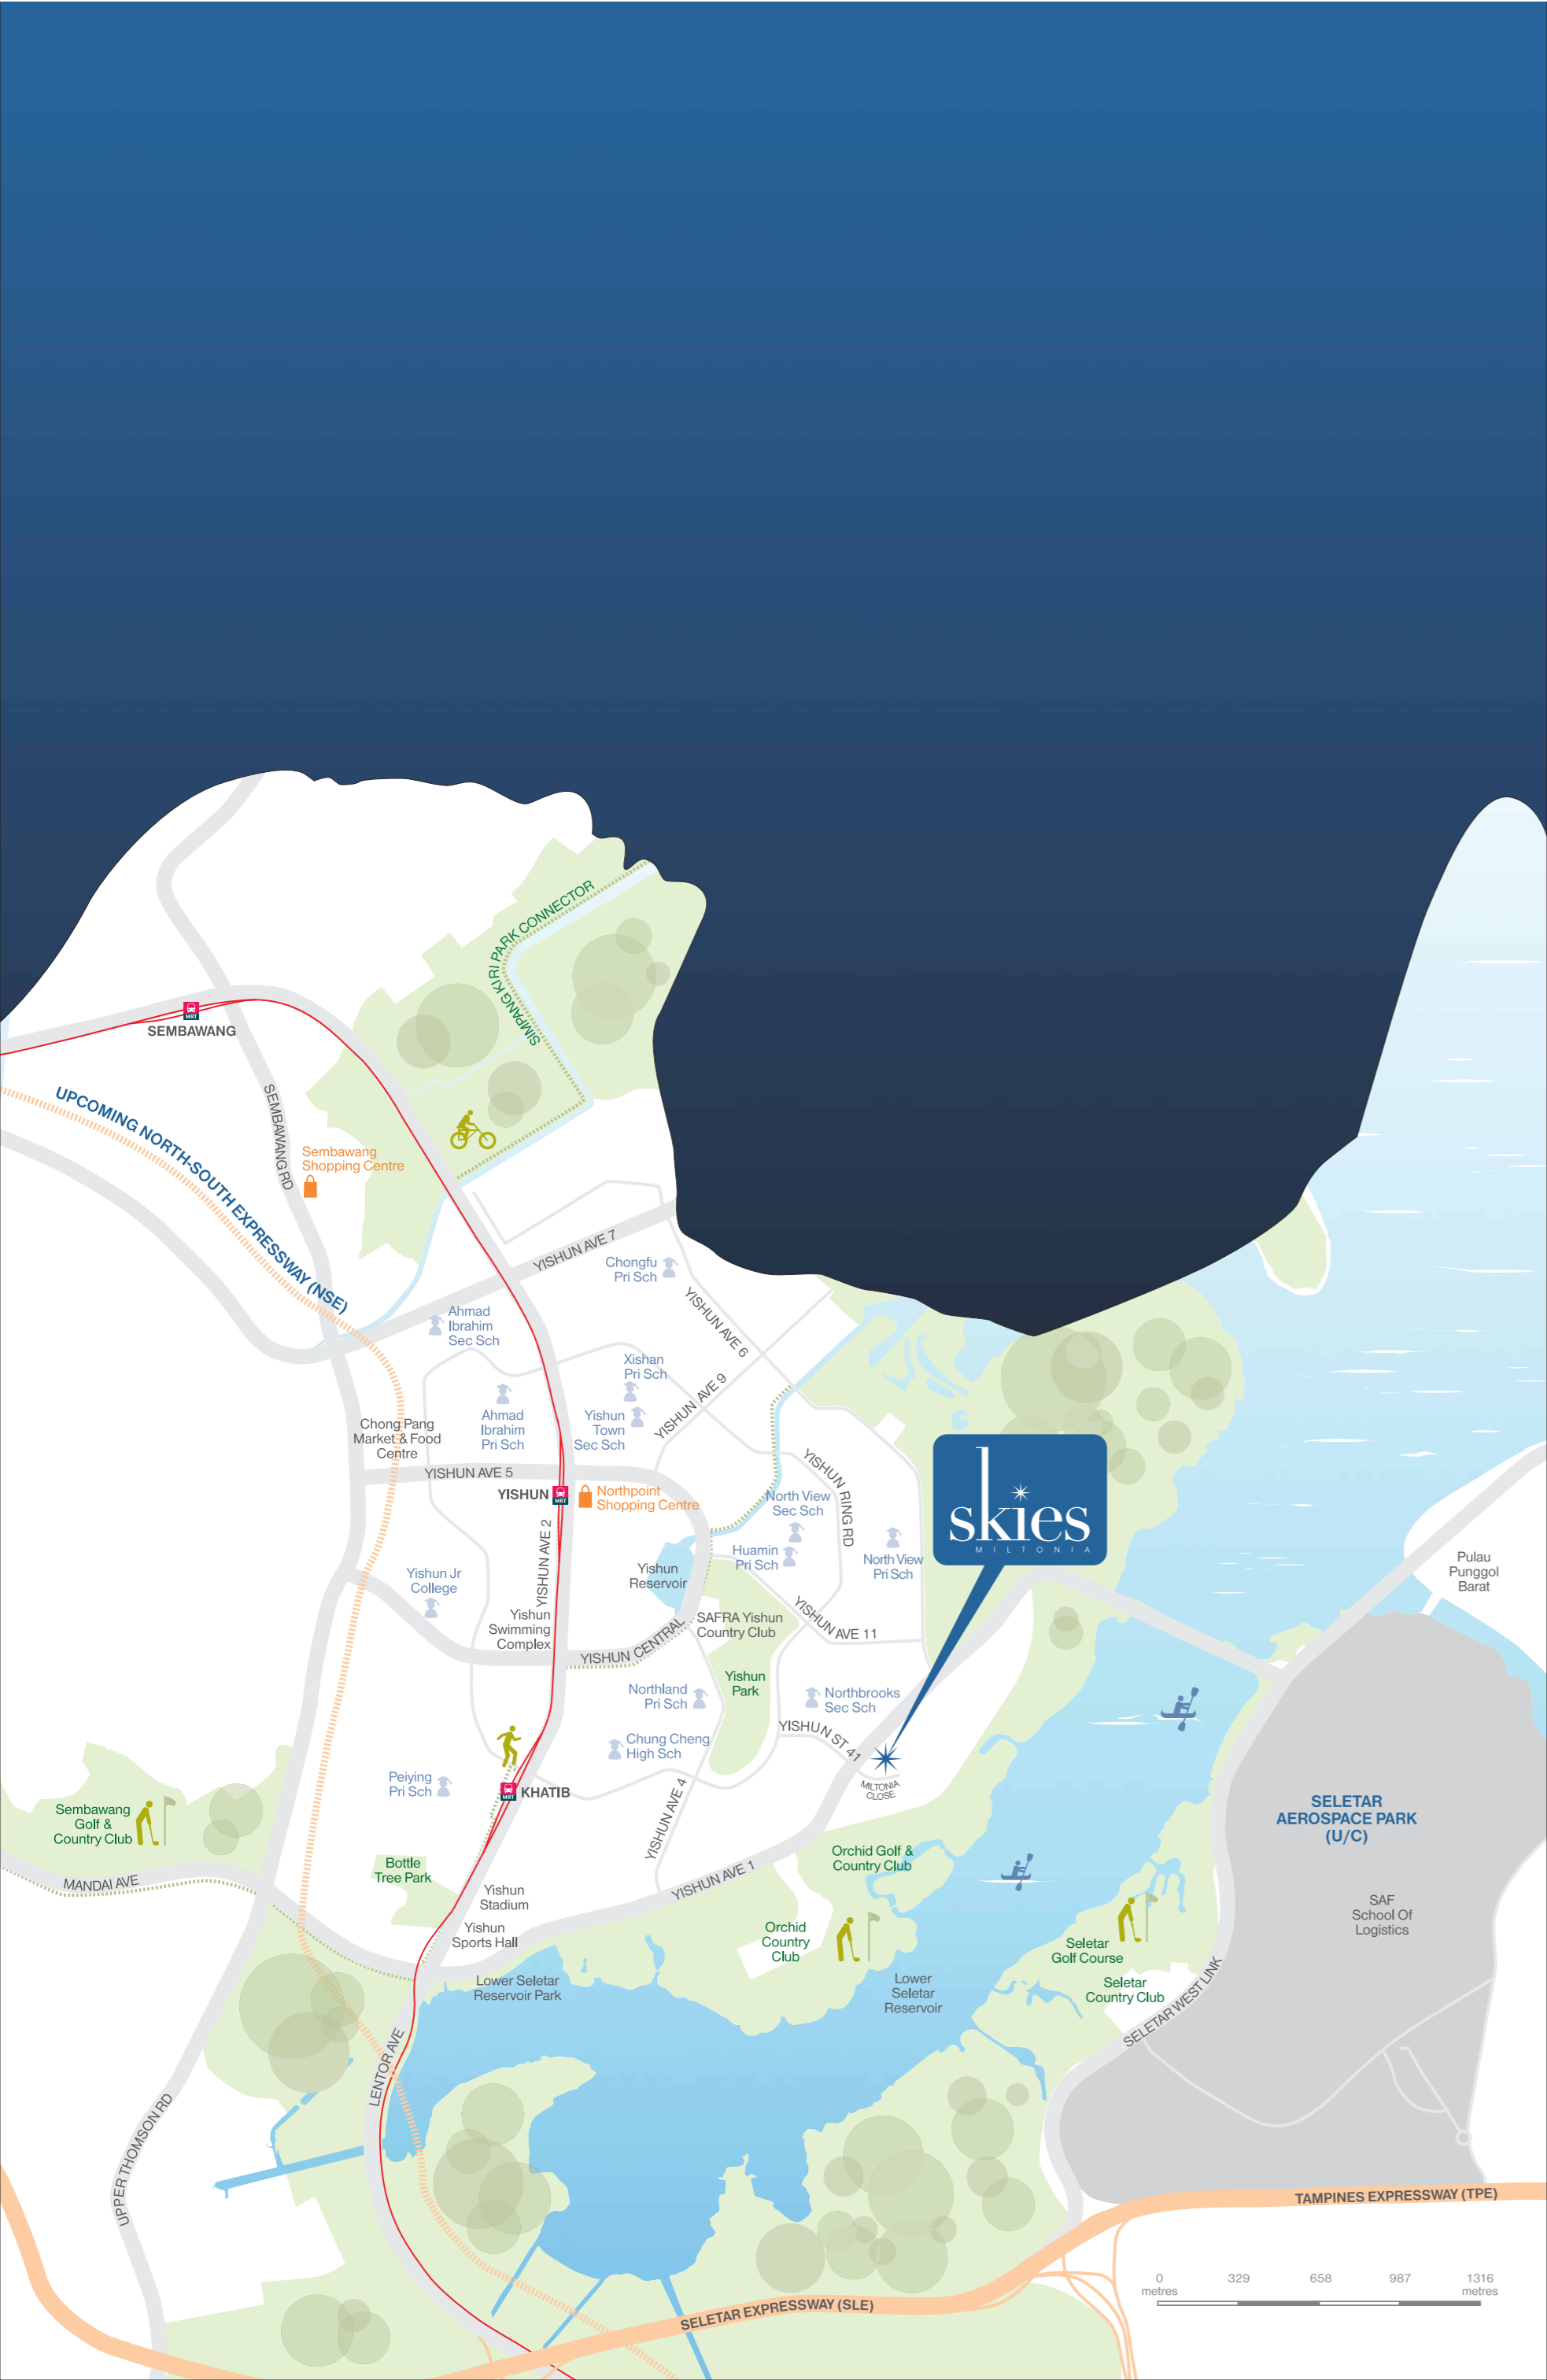 SIMPANG KIRI PARK CONNECTOR
MRT
SEMBAWANG
UPCOMING NORTH-SOUTH EXPRESSWAY (NSE)
SEMBAWANG RD
Sembawang
Shopping Centre
YISHUN AVE 7
Chongfu
Pri Sch
YISHUN AVE 6
Ahmad
Ibrahim
Sec Sch
Xishan
Pri Sch
YISHUN AVE 9
Ahmad
Ibrahim
Pri Sch
Yishun
Town
Sec Sch
Chong Pang
Market & Food
Centre
YISHUN AVE 5
YISHUN
MRT
Northpoint
Shopping Centre
YISHUN RING RD
North View
Sec Sch
Huamin
Pri Sch
North View
Pri Sch
skies
MILTONIA
YISHUN AVE 2
Yishun
Reservoir
Yishun Jr
College
Yishun
Swimming
Complex
YISHUN CENTRAL
SAFRA Yishun
Country Club
YISHUN AVE 11
Pulau
Punggol
Barat
Yishun
Park
Northland
Pri Sch
Northbrooks
Sec Sch
YISHUN ST 41
Chung Cheng
High Sch
MILTONIA
CLOSE
Peiying
Pri Sch
MRT
KHATIB
YISHUN AVE 4
Sembawang
Golf &
Country Club
MANDAI AVE
SELETAR
AEROSPACE PARK
(U/C)
Bottle
Tree Park
Orchid Golf &
Country Club
YISHUN AVE 1
Yishun
Stadium
Yishun
Sports Hall
SAF
School Of
Logistics
Orchid
Country
Club
Seletar
Golf Course
Lower Seletar
Reservoir Park
Lower
Seletar
Reservoir
Seletar
Country Club
SELETAR WEST LINK
LENTOR AVE
UPPER THOMSON RD
TAMPINES EXPRESSWAY (TPE)
SELETAR EXPRESSWAY (SLE)
0 329 658 987 1316
metres metres